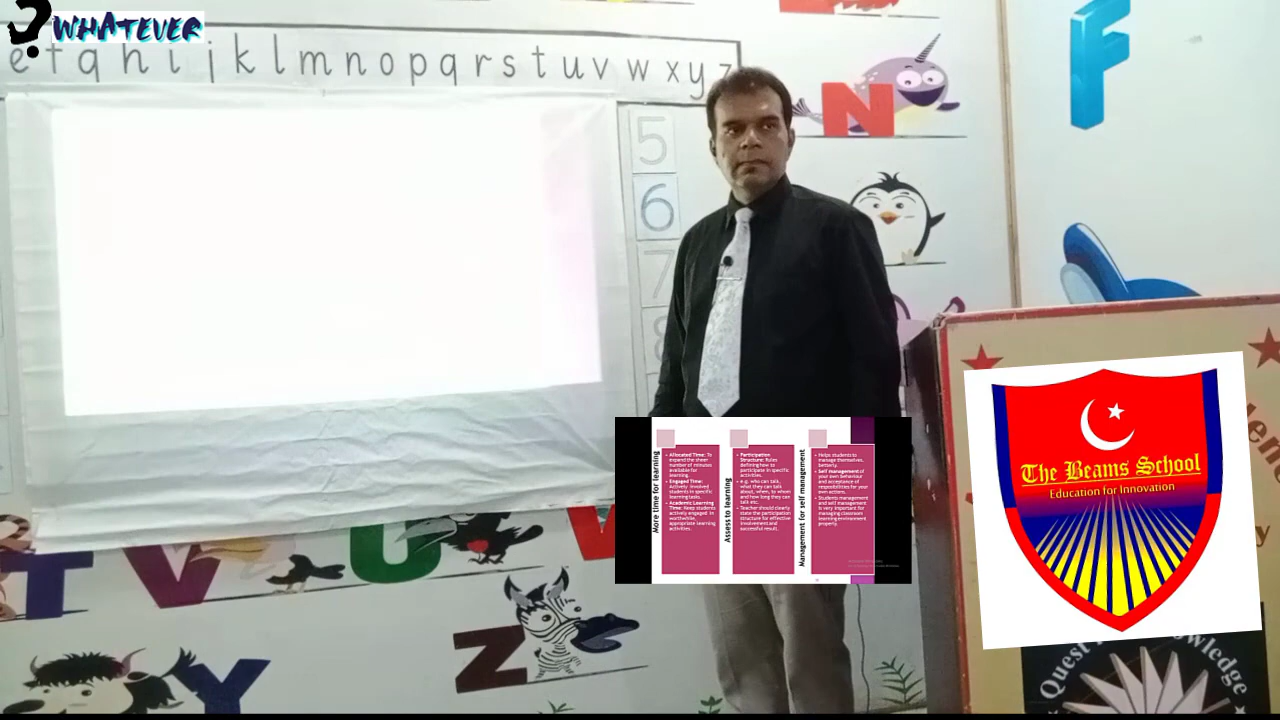 WHATEVER
e f g h i j k l m n o p q r s t u v w x y z
5
6
7
8
N
F
T V U
Z
Y
More time for learning
• Allocated Time: To
expand the sheer
number of minutes
available for
learning.
• Engaged Time:
Actively involved
students in specific
learning tasks.
• Academic Learning
Time: Keep students
actively engaged in
worthwhile,
appropriate learning
activities.
Assess to learning
• Participation
Structure: Rules
defining how to
participate in specific
activities.
• e.g. who can talk,
what they can talk
about, when, to whom
and how long they can
talk etc.
• Teacher should clearly
state the participation
structure for effective
involvement and
successful result.
Management for self management
• Helps students to
manage themselves,
betterly.
• Self management of
your own behaviour
and acceptance of
responsibilities for your
own actions.
• Students management
and self management
is very important for
managing classroom
learning environment
properly.
The Beams School
Education for Innovation
Quest Knowledge